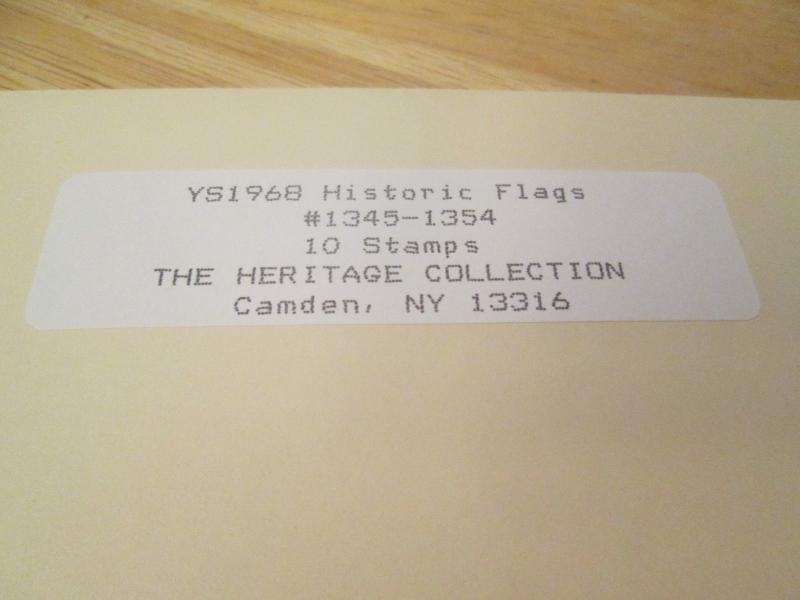 YS1968 Historic Flags
#1345-1354
10 Stamps
THE HERITAGE COLLECTION
Camden, NY 13316